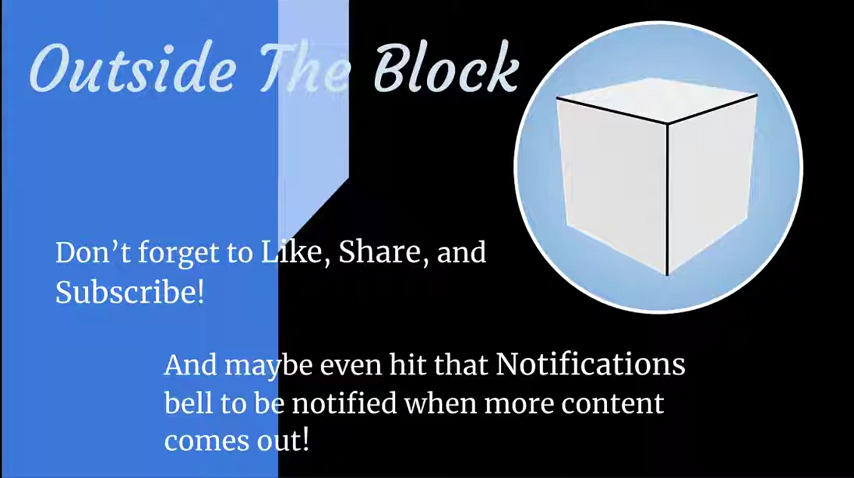 Outside The Block
Don't forget to Like, Share, and
Subscribe!
And maybe even hit that Notifications
bell to be notified when more content
comes out!